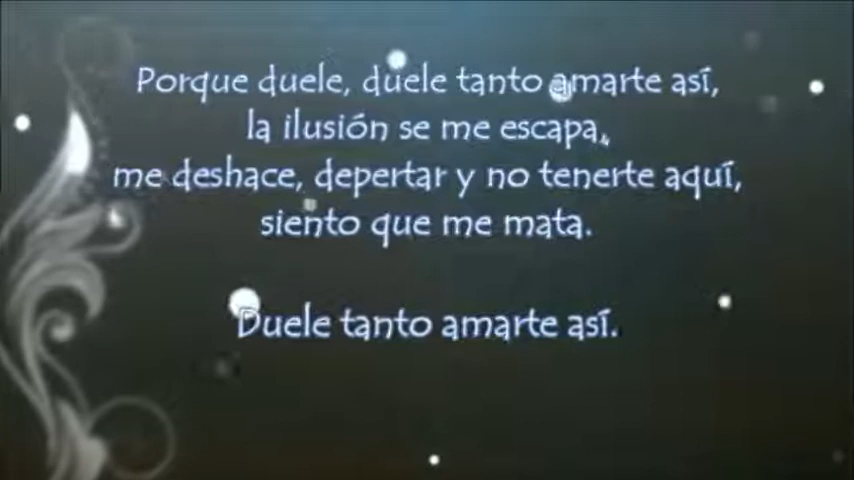 Porque duele, duele tanto amarte así,
la ilusión se me escapa,
me deshace, depertar y no tenerte aquí,
siento que me mata.
Duele tanto amarte así.